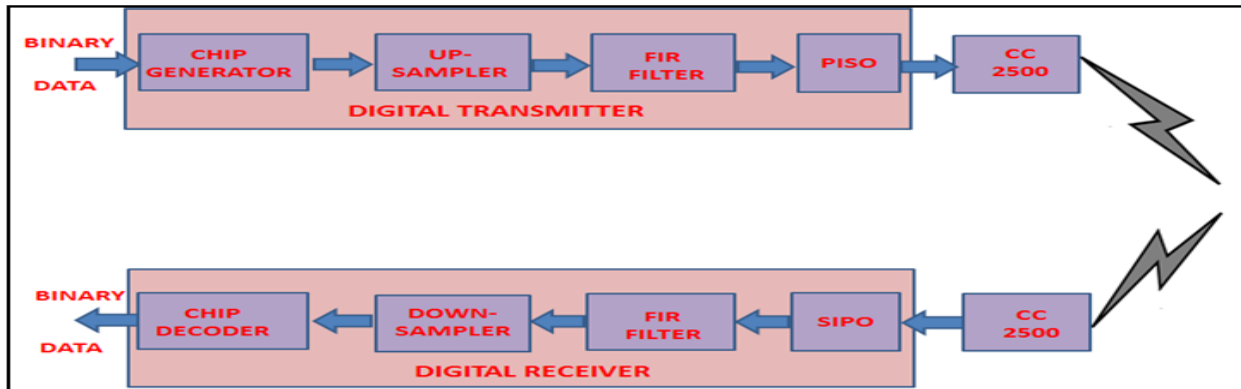 BINARY
DATA
CHIP
GENERATOR
UP-
SAMPLER
FIR
FILTER
PISO
CC
2500
DIGITAL TRANSMITTER
BINARY
DATA
CHIP
DECODER
DOWN-
SAMPLER
FIR
FILTER
SIPO
CC
2500
DIGITAL RECEIVER